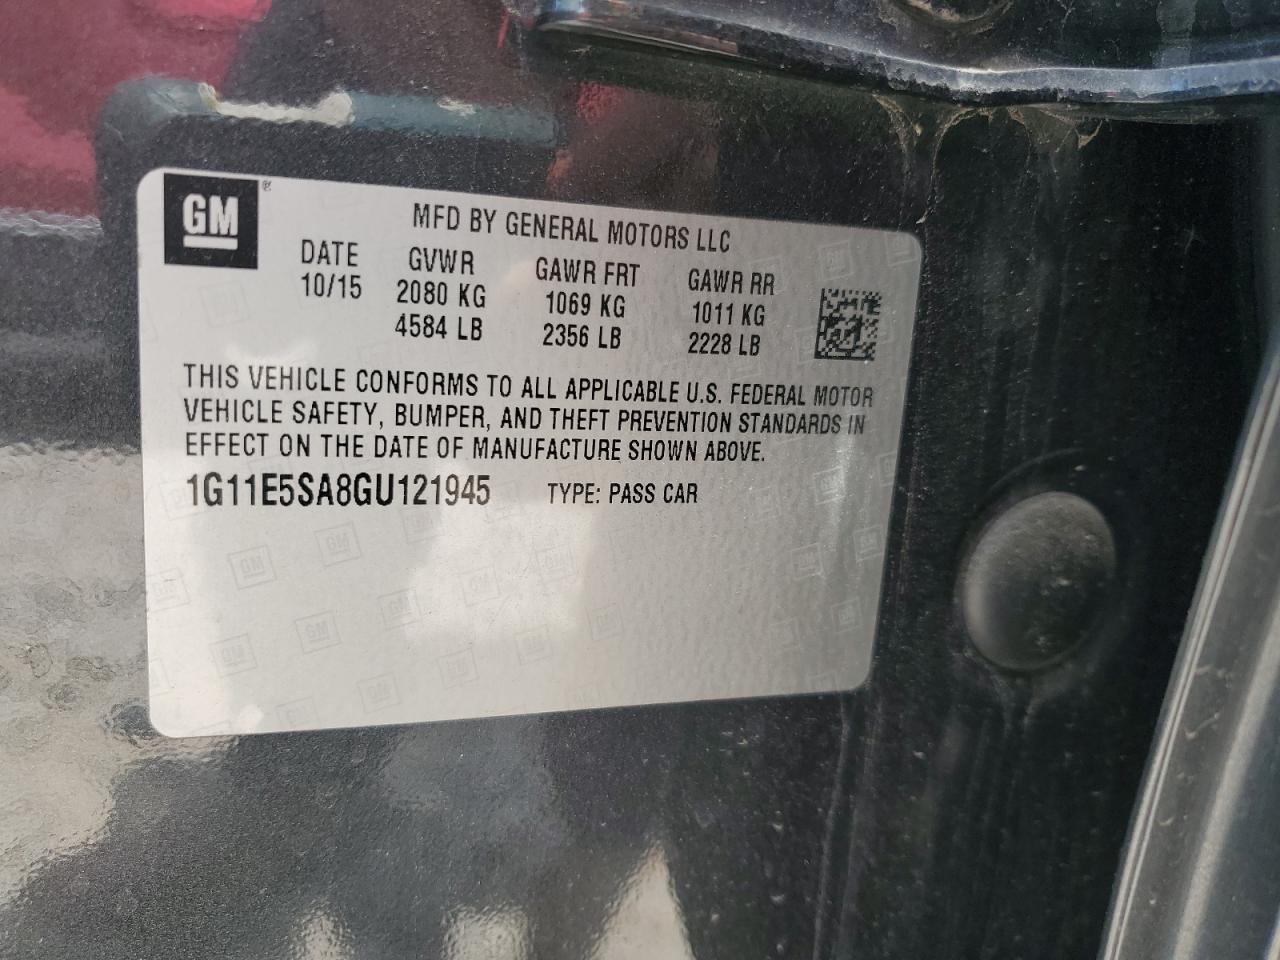 GM
MFD BY GENERAL MOTORS LLC
DATE GVWR GAWR FRT GAWR RR
10/15 2080 KG 1069 KG 1011 KG
4584 LB 2356 LB 2228 LB
THIS VEHICLE CONFORMS TO ALL APPLICABLE U.S. FEDERAL MOTOR
VEHICLE SAFETY, BUMPER, AND THEFT PREVENTION STANDARDS IN
EFFECT ON THE DATE OF MANUFACTURE SHOWN ABOVE.
1G11E5SA8GU121945 TYPE: PASS CAR